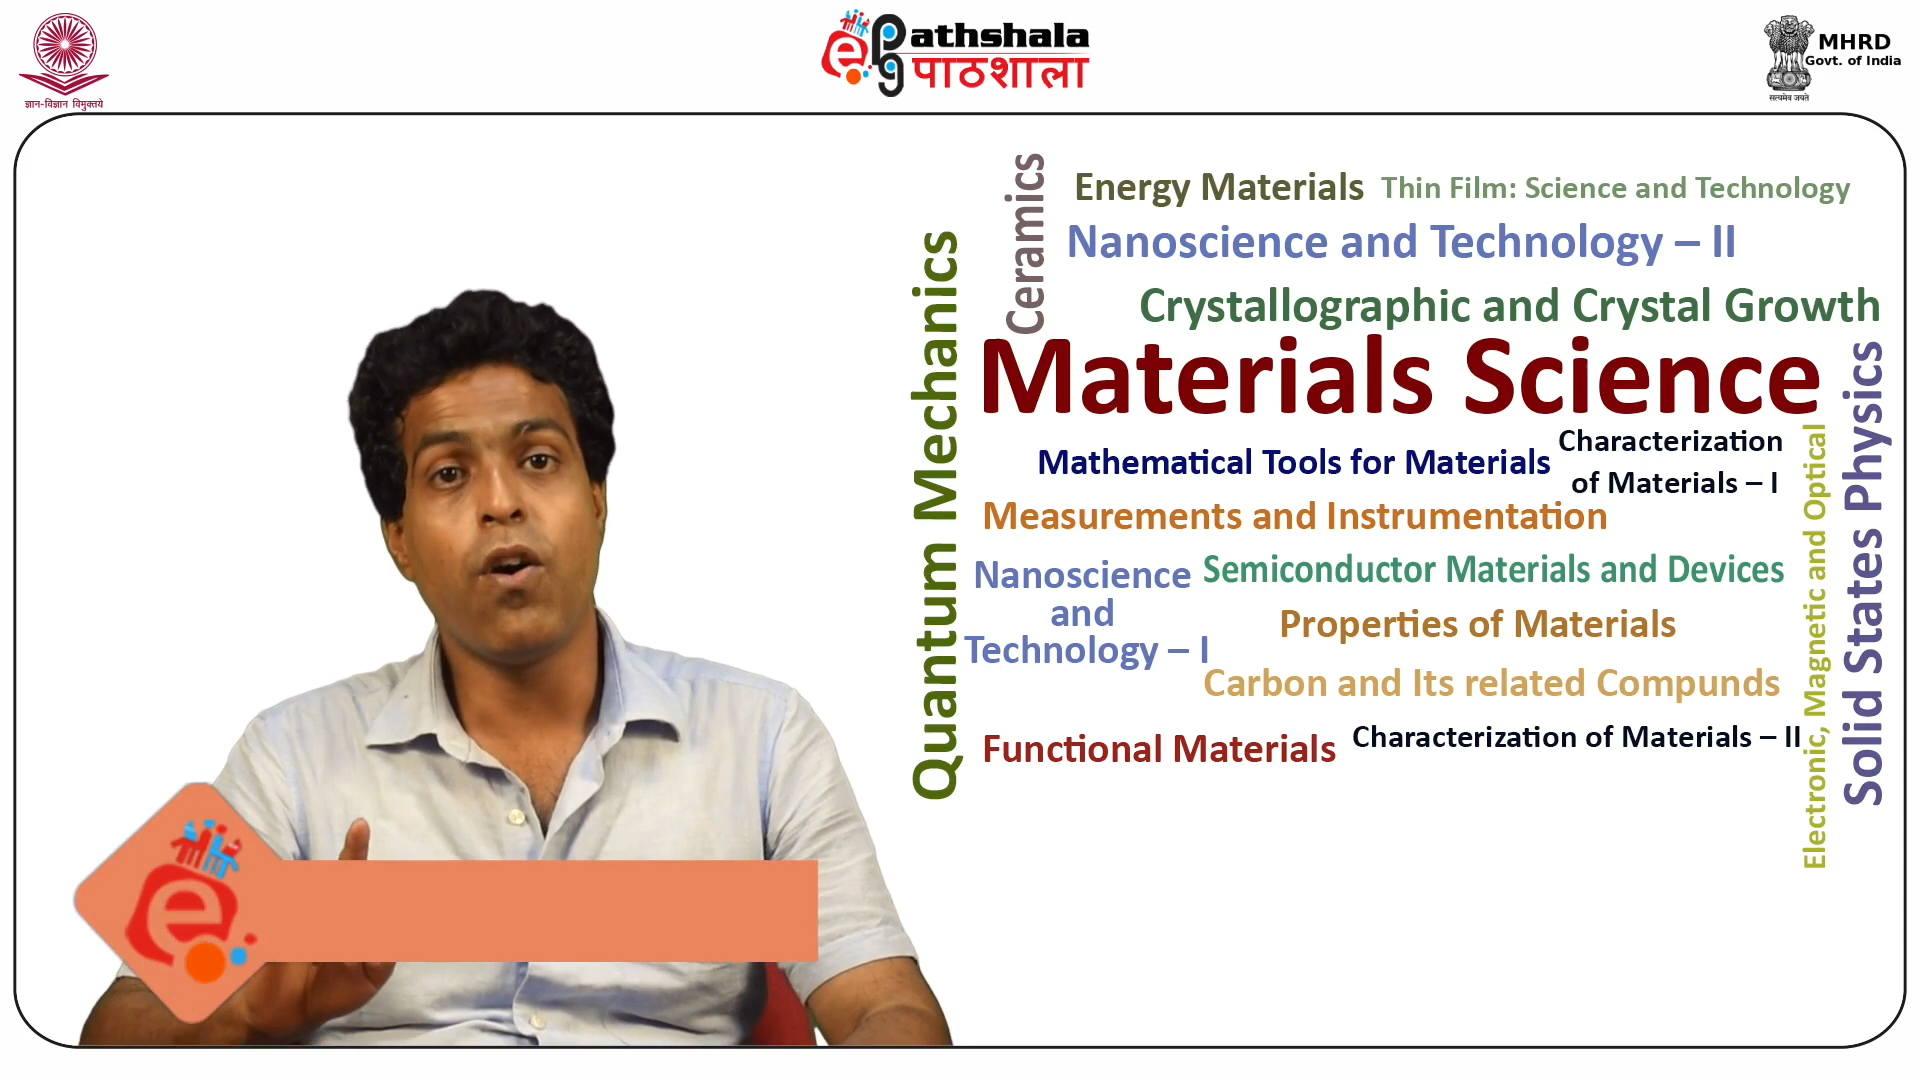 ज्ञान-विज्ञान विमुक्तये
e Pathshala
पाठशाला
MHRD
Govt. of India
सत्यमेव जयते
Ceramics
Energy Materials
Thin Film: Science and Technology
Nanoscience and Technology – II
Crystallographic and Crystal Growth
Quantum Mechanics
Materials Science
Mathematical Tools for Materials
Characterization
of Materials – I
Measurements and Instrumentation
Nanoscience
and
Technology – I
Semiconductor Materials and Devices
Properties of Materials
Carbon and Its related Compunds
Functional Materials
Characterization of Materials – II
Electronic, Magnetic and Optical
Solid States Physics
e